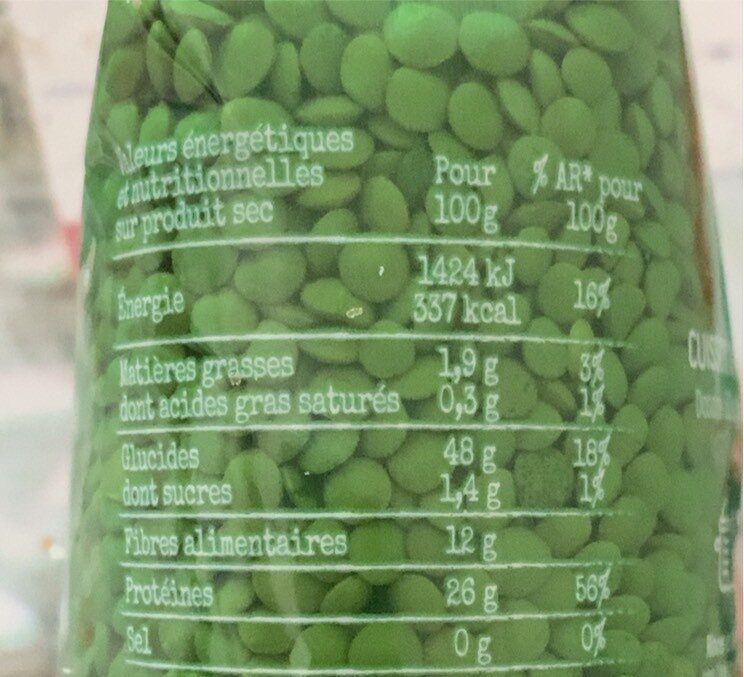 Valeurs énergétiques
et nutritionnelles
sur produit sec
Pour
100g
% AR* pour
100g
Énergie 1424 kJ
337 kcal 16%
Matières grasses 1,9 g 3%
dont acides gras saturés 0,3 g 1%
Glucides 48 g 18%
dont sucres 1,4 g 1%
Fibres alimentaires 12 g
Protéines 26 g 56%
Sel 0 g 0%